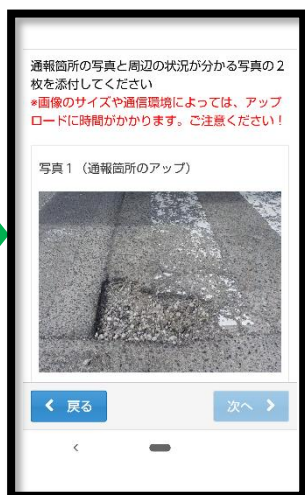 通報箇所の写真と周辺の状況が分かる写真の2
枚を添付してください
*画像のサイズや通信環境によっては、アップ
ロードに時間がかかります。ご注意ください!
写真1(通報箇所のアップ)
戻る
次へ